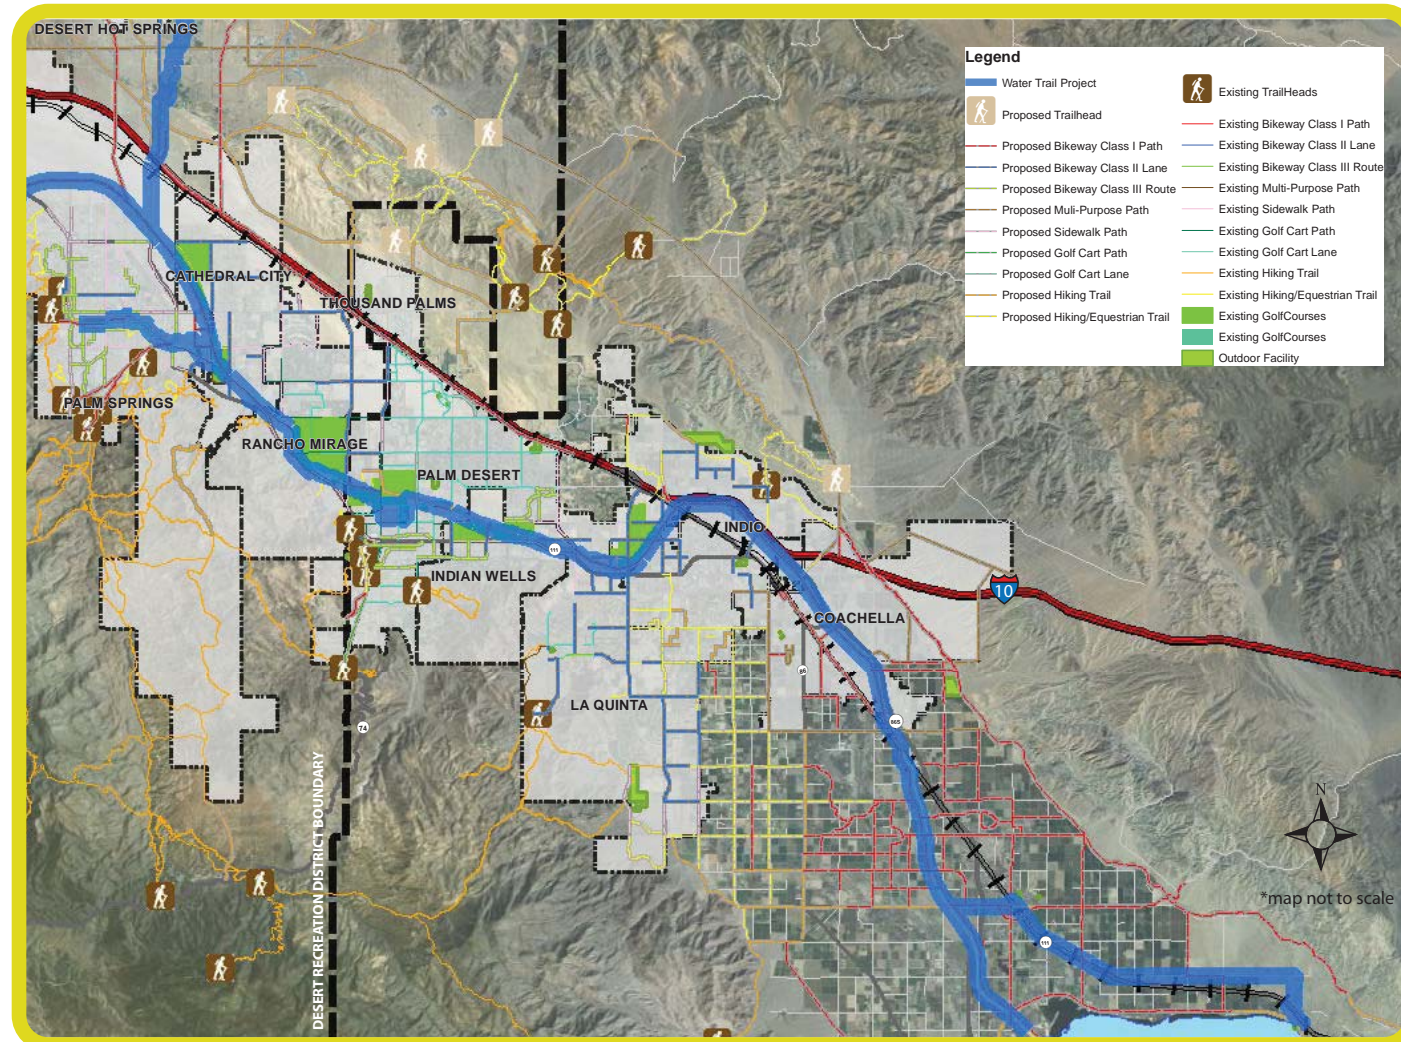 DESERT HOT SPRINGS
Legend
Water Trail Project
Proposed Trailhead
Proposed Bikeway Class I Path
Proposed Bikeway Class II Lane
Proposed Bikeway Class III Route
Proposed Muli-Purpose Path
Proposed Sidewalk Path
Proposed Golf Cart Path
Proposed Golf Cart Lane
Proposed Hiking Trail
Proposed Hiking/Equestrian Trail
Existing TrailHeads
Existing Bikeway Class I Path
Existing Bikeway Class II Lane
Existing Bikeway Class III Route
Existing Multi-Purpose Path
Existing Sidewalk Path
Existing Golf Cart Path
Existing Golf Cart Lane
Existing Hiking Trail
Existing Hiking/Equestrian Trail
Existing GolfCourses
Existing GolfCourses
Outdoor Facility
CATHEDRAL CITY
THOUSAND PALMS
PALM SPRINGS
RANCHO MIRAGE
PALM DESERT
INDIO
111
INDIAN WELLS
10
COACHELLA
86
LA QUINTA
86S
74
DESERT RECREATION DISTRICT BOUNDARY
N
*map not to scale
111